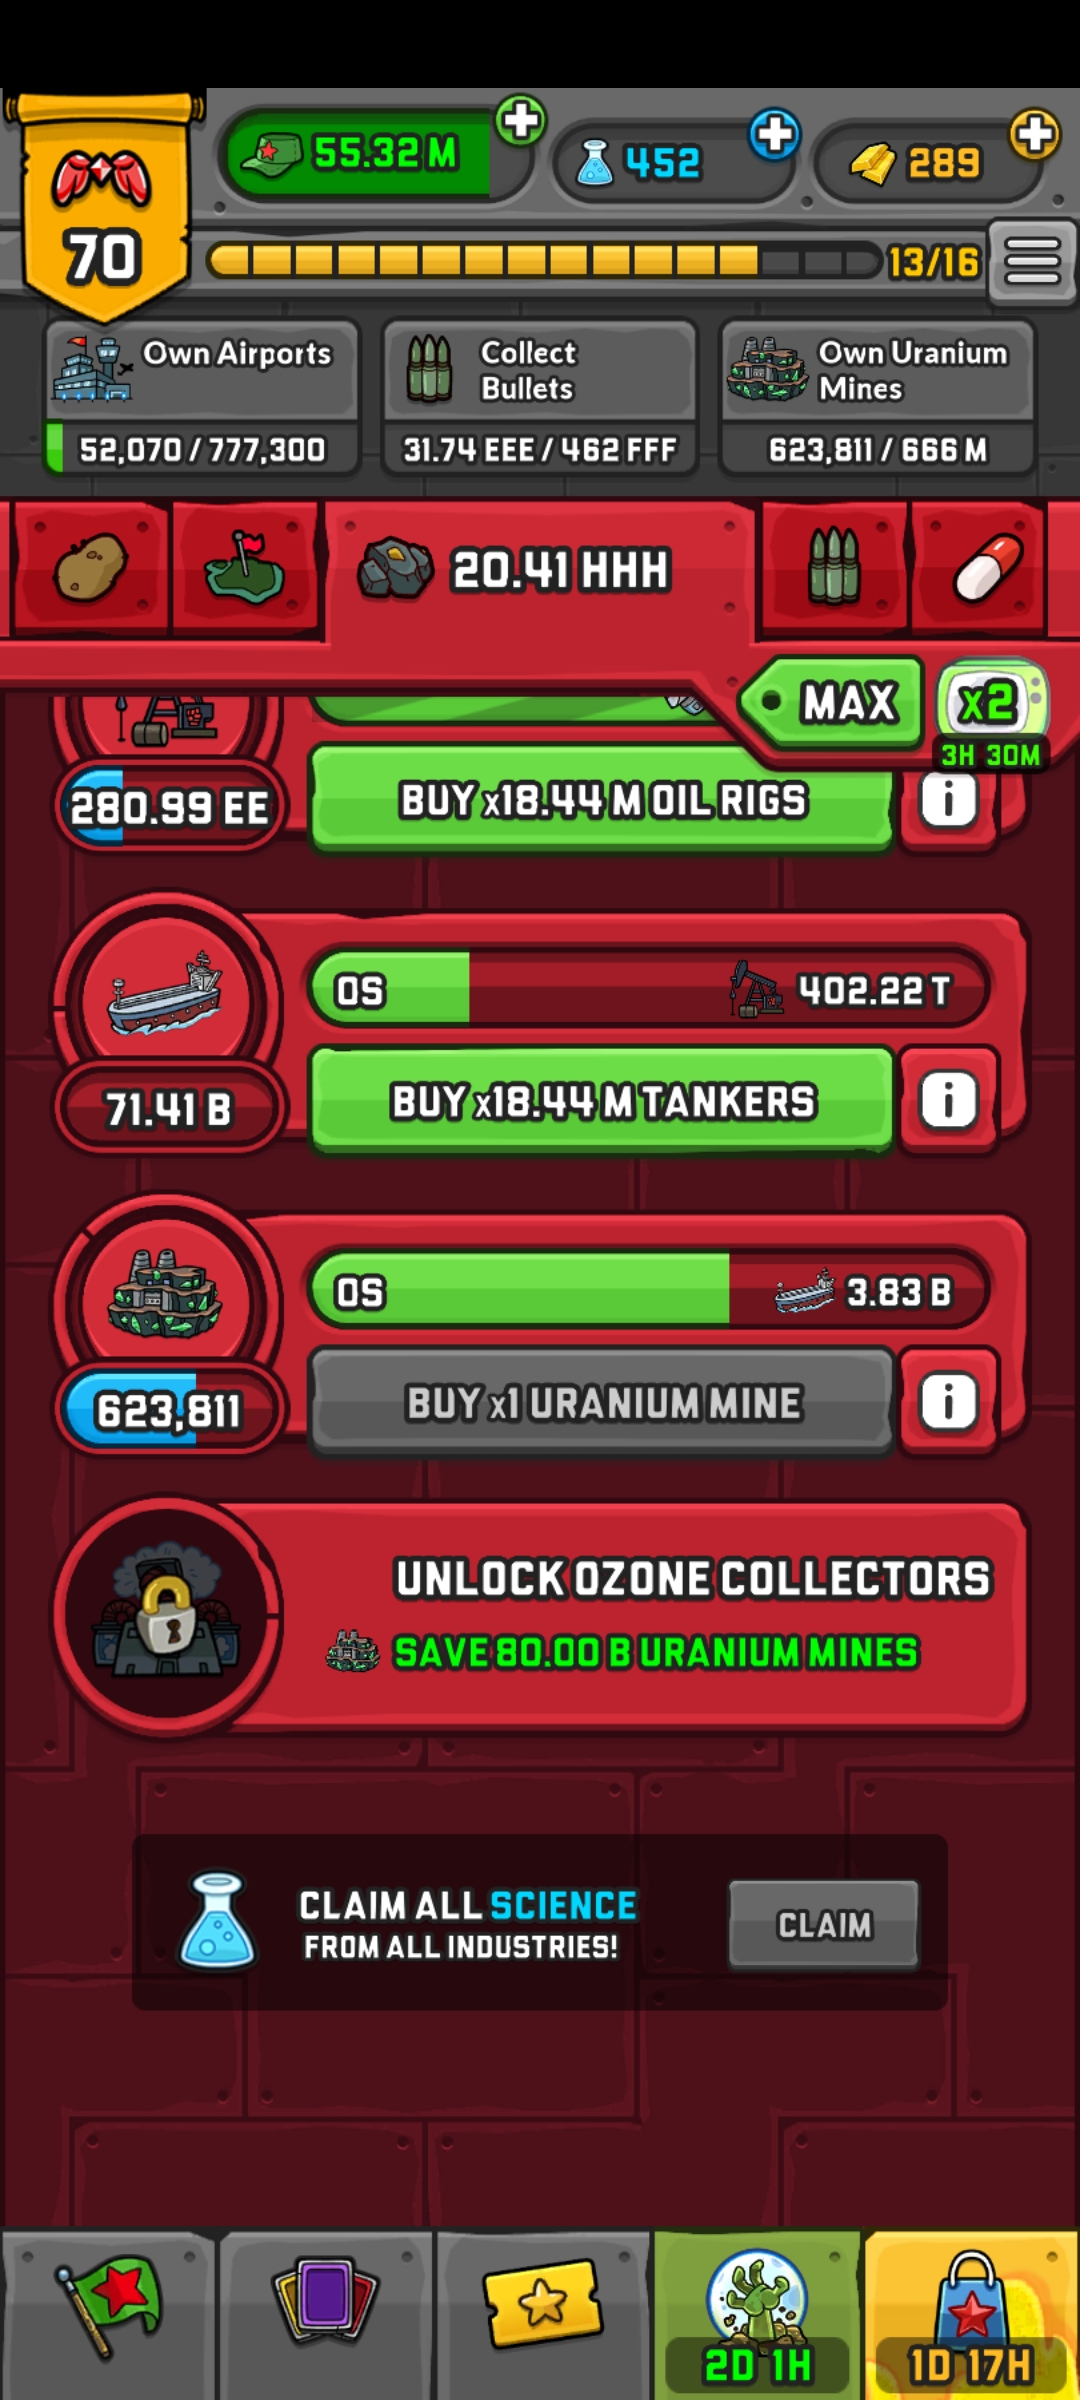 55.32 M
452
289
70
13/16
Own Airports
52,070 / 777,300
Collect
Bullets
31.74 EEE / 462 FFF
Own Uranium
Mines
623,811 / 666 M
20.41 HHH
MAX
x2
3H 30M
280.99 EE
BUY x18.44 M OIL RIGS
i
0S
402.22 T
71.41 B
BUY x18.44 M TANKERS
i
0S
3.83 B
623,811
BUY x1 URANIUM MINE
i
UNLOCK OZONE COLLECTORS
SAVE 80.00 B URANIUM MINES
CLAIM ALL SCIENCE
FROM ALL INDUSTRIES!
CLAIM
2D 1H
1D 17H